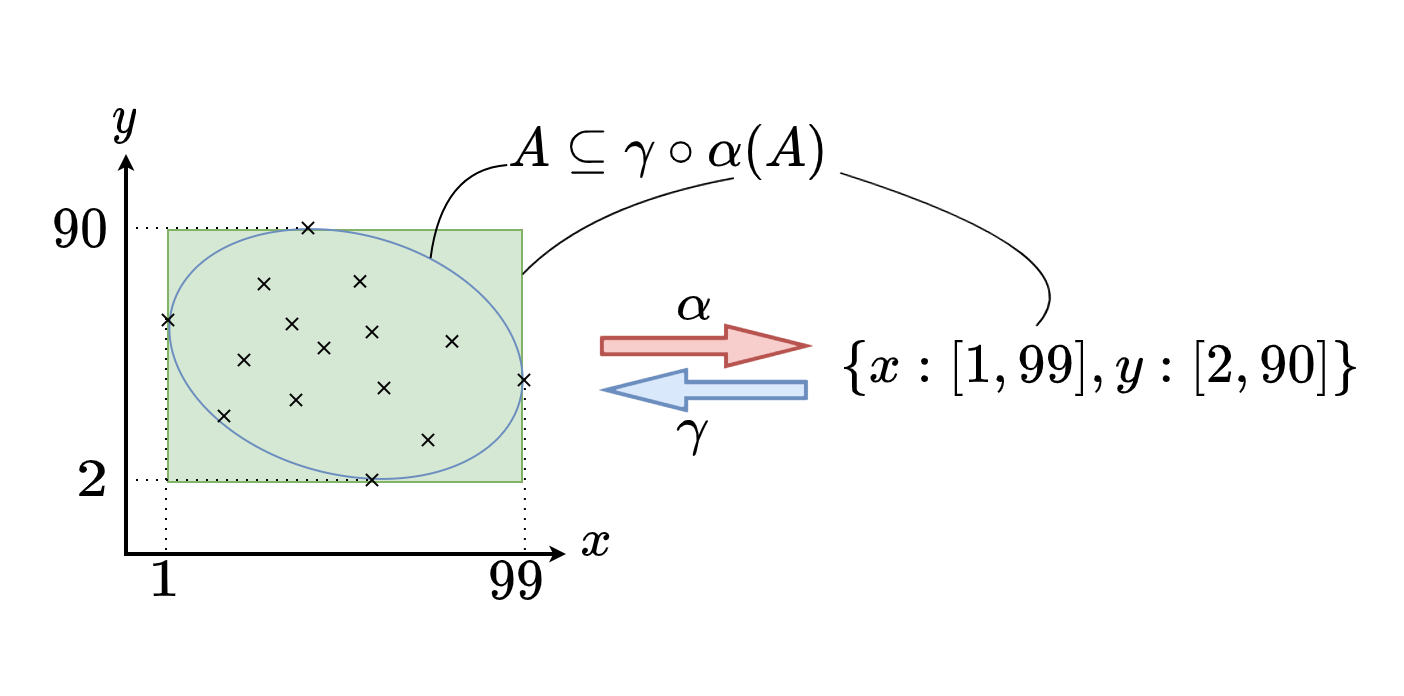 y
A ⊆ γ ∘ α(A)
90
α
{x : [1, 99], y : [2, 90]}
γ
2
x
1
99